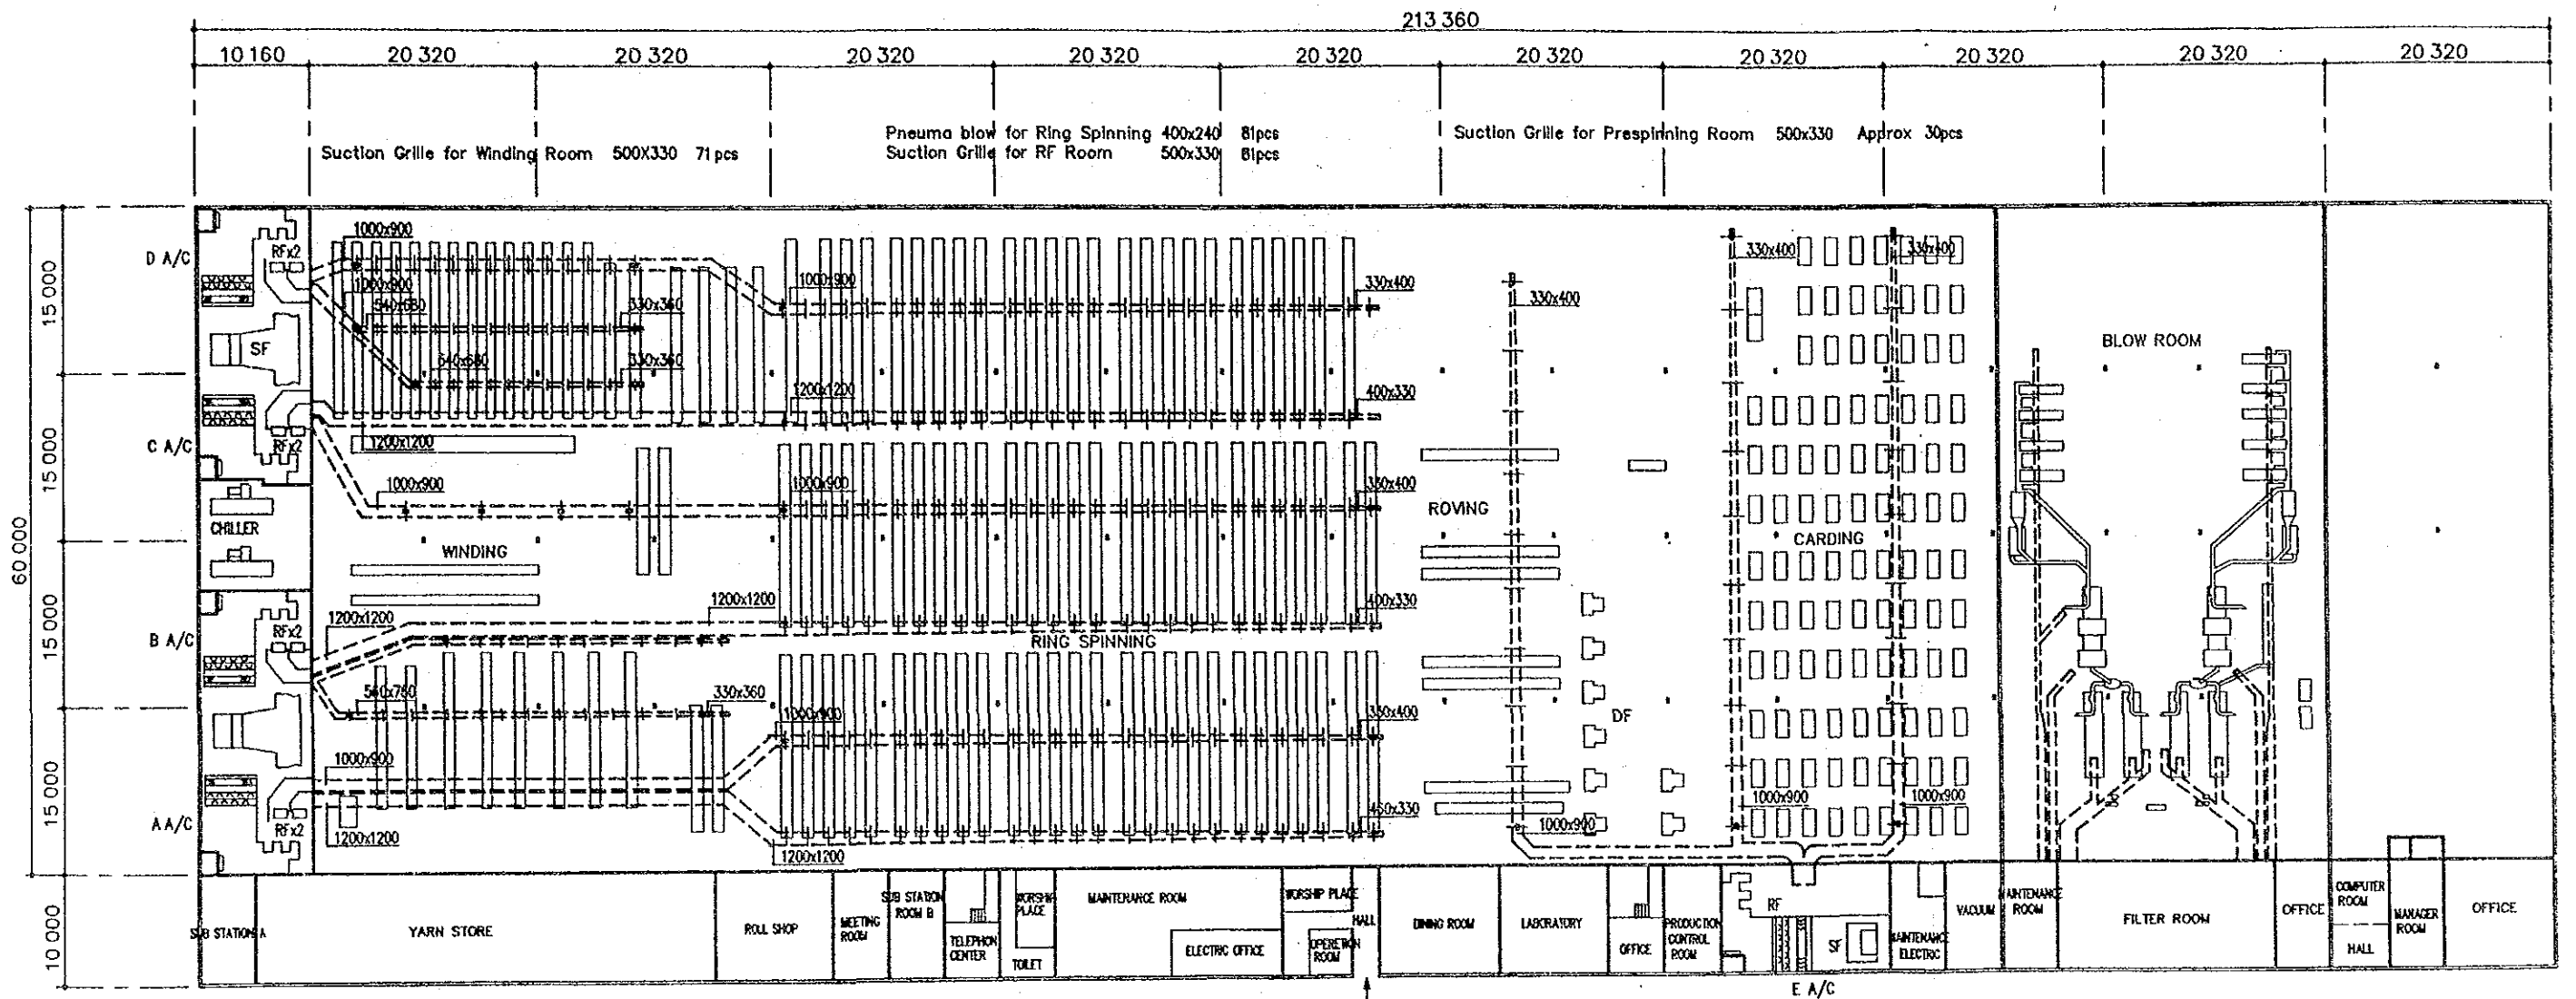 213 360
10 160 20 320 20 320 20 320 20 320 20 320 20 320 20 320 20 320 20 320 20 320
Suction Grille for Winding Room 500X330 71 pcs
Pneuma blow for Ring Spinning 400x240 81pcs
Suction Grille for RF Room 500x330 81pcs
Suction Grille for Prespinning Room 500x330 Approx 30pcs
60 000
15 000
15 000
15 000
15 000
10 000
D A/C
C A/C
B A/C
A A/C
RFx2
SF
RFx2
CHILLER
RFx2
RFx2
1000x900
1000x900
540x680
330x360
540x680
330x360
1200x1200
1000x900
WINDING
1200x1200
1200x1200
560x760
330x360
1000x900
1200x1200
1000x900
330x400
1200x1200
400x330
1000x900
330x400
400x330
RING SPINNING
1000x900
330x400
1200x1200
330x400
330x400
330x400
ROVING
CARDING
DF
1000x900
1000x900
1000x900
BLOW ROOM
SUB STATION A
YARN STORE
ROLL SHOP
MEETING
ROOM
SUB STATION
ROOM B
TELEPHON
CENTER
WORSHIP
PLACE
TOILET
MAINTENANCE ROOM
ELECTRIC OFFICE
WORSHIP PLACE
OPERETION
ROOM
HALL
DINING ROOM
LABORATORY
OFFICE
PRODUCTION
CONTROL
ROOM
RF
SF
E A/C
MAINTENANCE
ELECTRIC
VACUUM
MAINTENANCE
ROOM
FILTER ROOM
OFFICE
COMPUTER
ROOM
HALL
MANAGER
ROOM
OFFICE